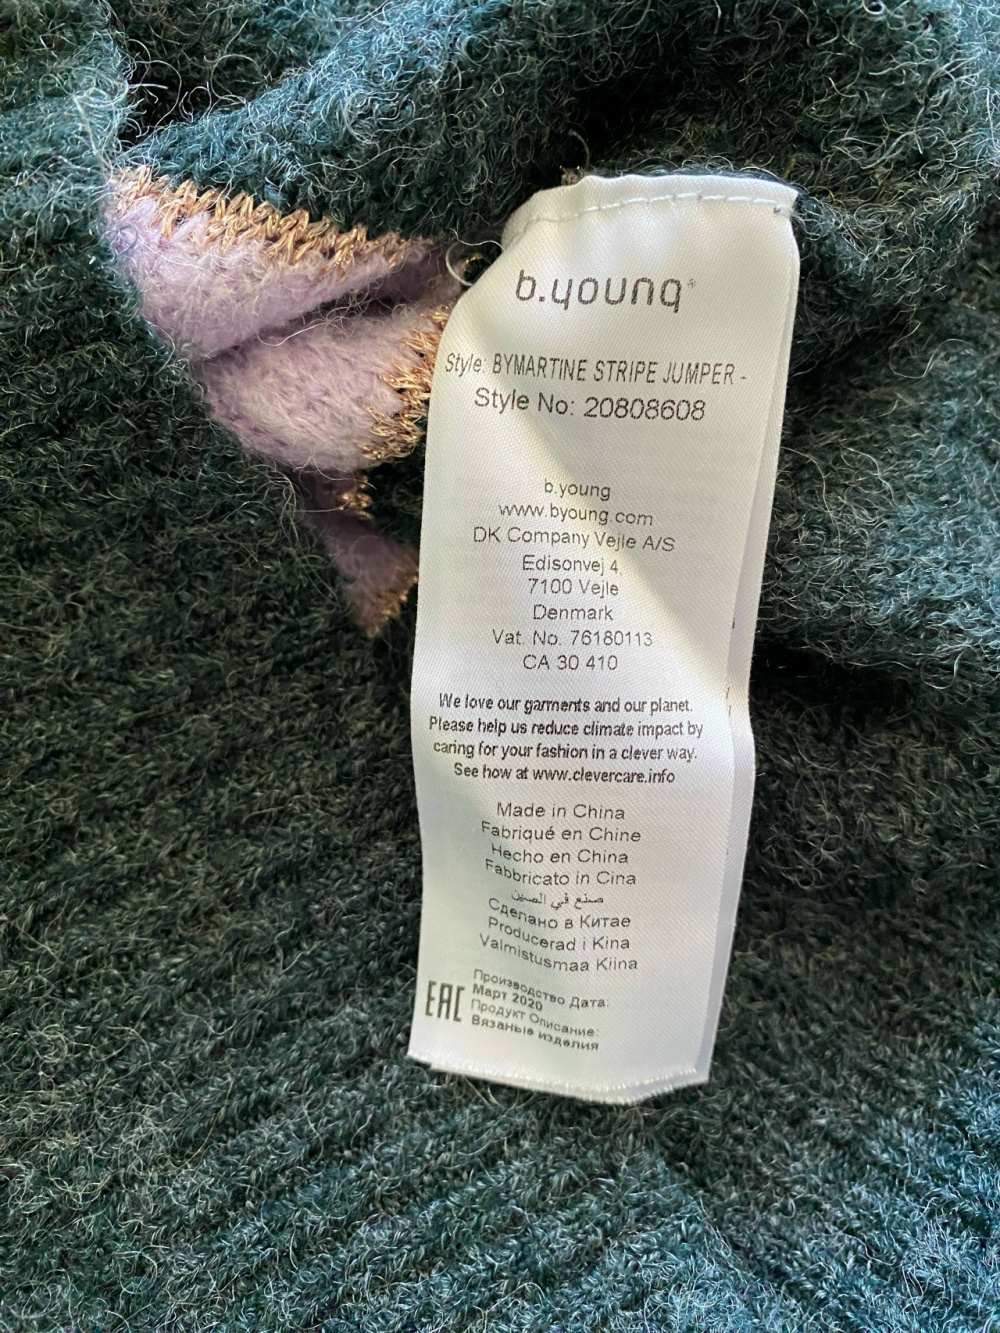 b.young®
Style: BYMARTINE STRIPE JUMPER -
Style No: 20808608
b.young
www.byoung.com
DK Company Vejle A/S
Edisonvej 4,
7100 Vejle
Denmark
Vat. No. 76180113
CA 30 410
We love our garments and our planet.
Please help us reduce climate impact by
caring for your fashion in a clever way.
See how at www.clevercare.info
Made in China
Fabriqué en Chine
Hecho en China
Fabbricato in Cina
صنع في الصين
Сделано в Китае
Producerad i Kina
Valmistusmaa Kiina
EAC
Производство Дата:
Март 2020
Продукт Описание:
Вязаные изделия